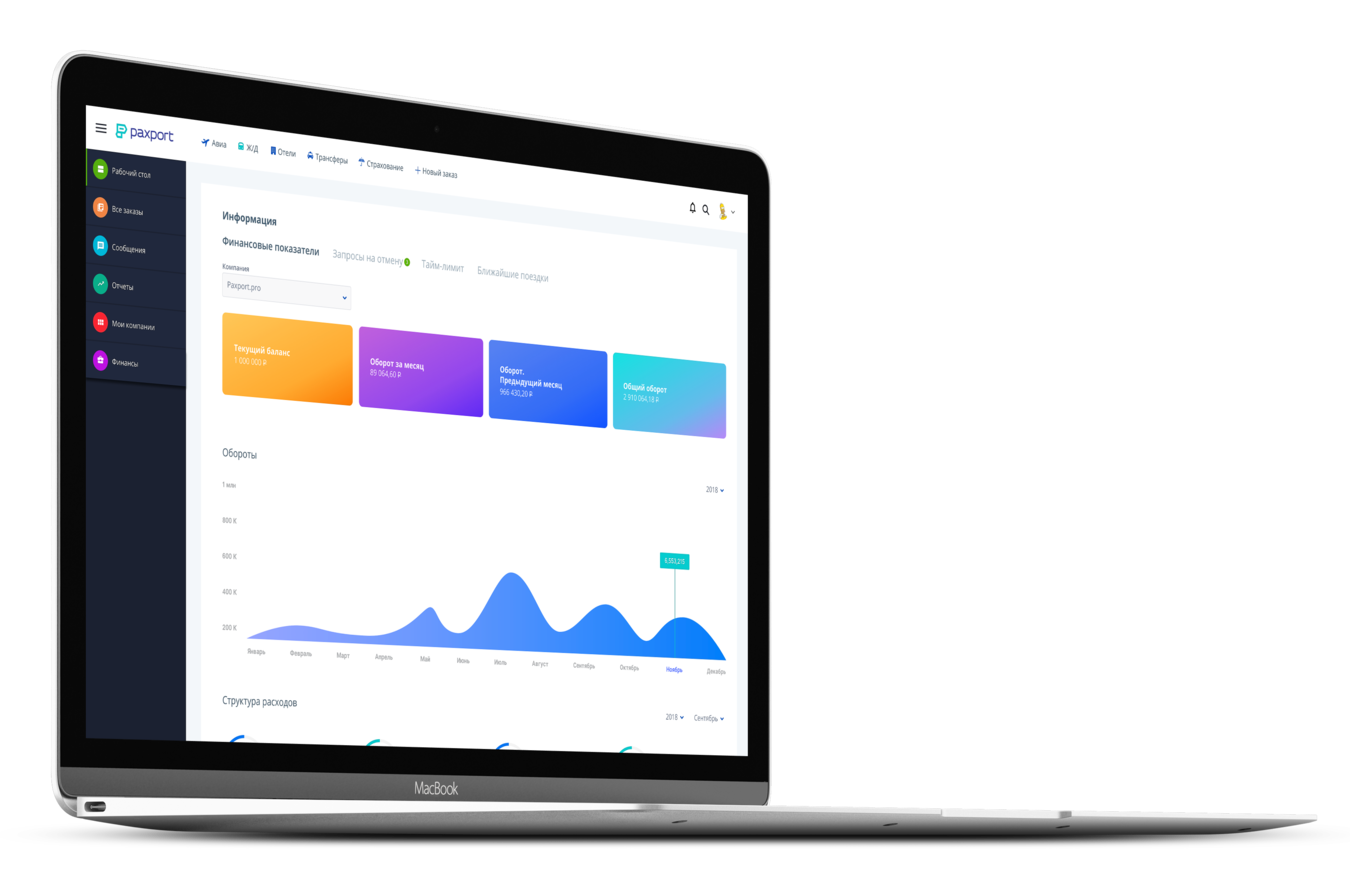 paxport
Авиа
Ж/Д
Отели
Трансферы
Страхование
+ Новый заказ
Рабочий стол
Все заказы
Сообщения
Отчеты
Мои компании
Финансы
Информация
Финансовые показатели
Запросы на отмену
Тайм-лимит
Ближайшие поездки
Компания
Paxport.pro
Текущий баланс
1 000 000 ₽
Оборот за месяц
89 064,60 ₽
Оборот.
Предыдущий месяц
966 430,20 ₽
Общий оборот
2 910 064,18 ₽
Обороты
2018
1 млн
800 K
600 K
400 K
200 K
6,553,215
Январь
Февраль
Март
Апрель
Май
Июнь
Июль
Август
Сентябрь
Октябрь
Ноябрь
Декабрь
Структура расходов
2018
Сентябрь
MacBook